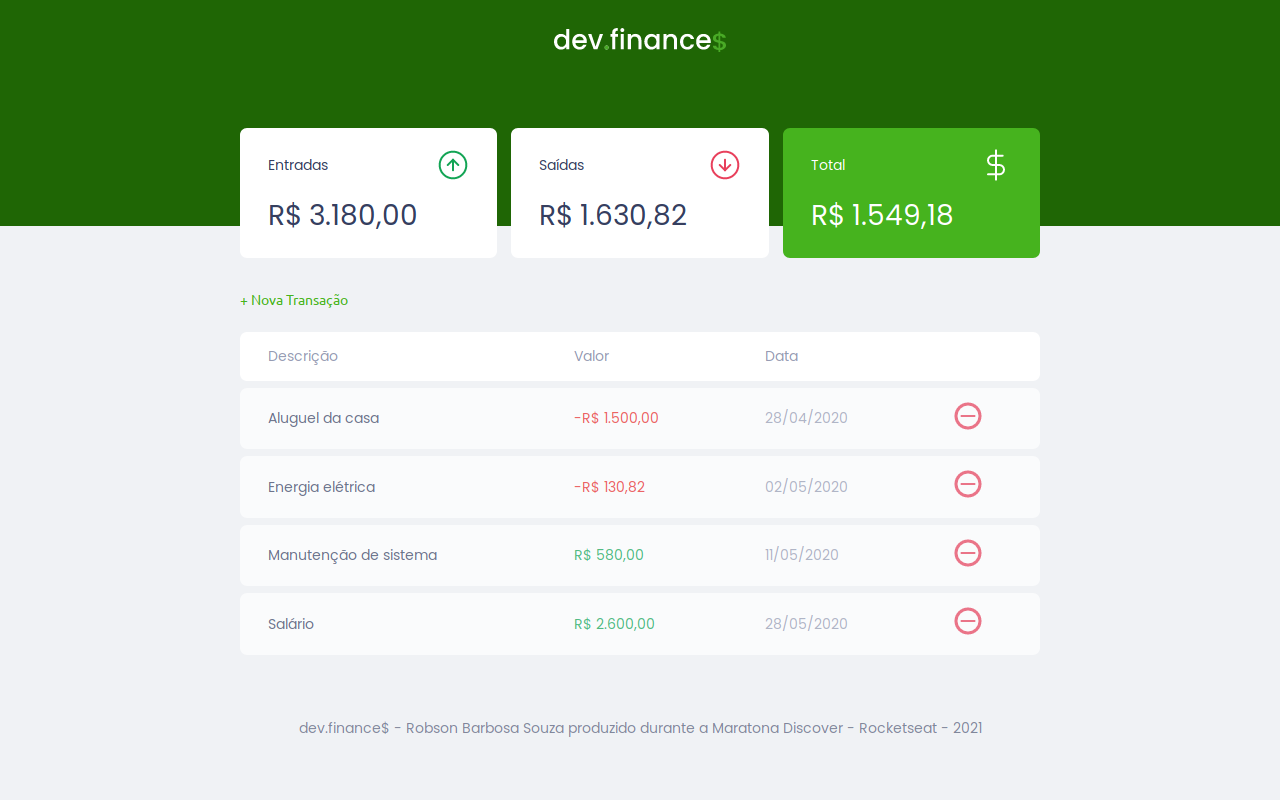 dev.finance$
Entradas
R$ 3.180,00
Saídas
R$ 1.630,82
Total
R$ 1.549,18
+ Nova Transação
Descrição Valor Data
Aluguel da casa -R$ 1.500,00 28/04/2020
Energia elétrica -R$ 130,82 02/05/2020
Manutenção de sistema R$ 580,00 11/05/2020
Salário R$ 2.600,00 28/05/2020
dev.finance$ - Robson Barbosa Souza produzido durante a Maratona Discover - Rocketseat - 2021